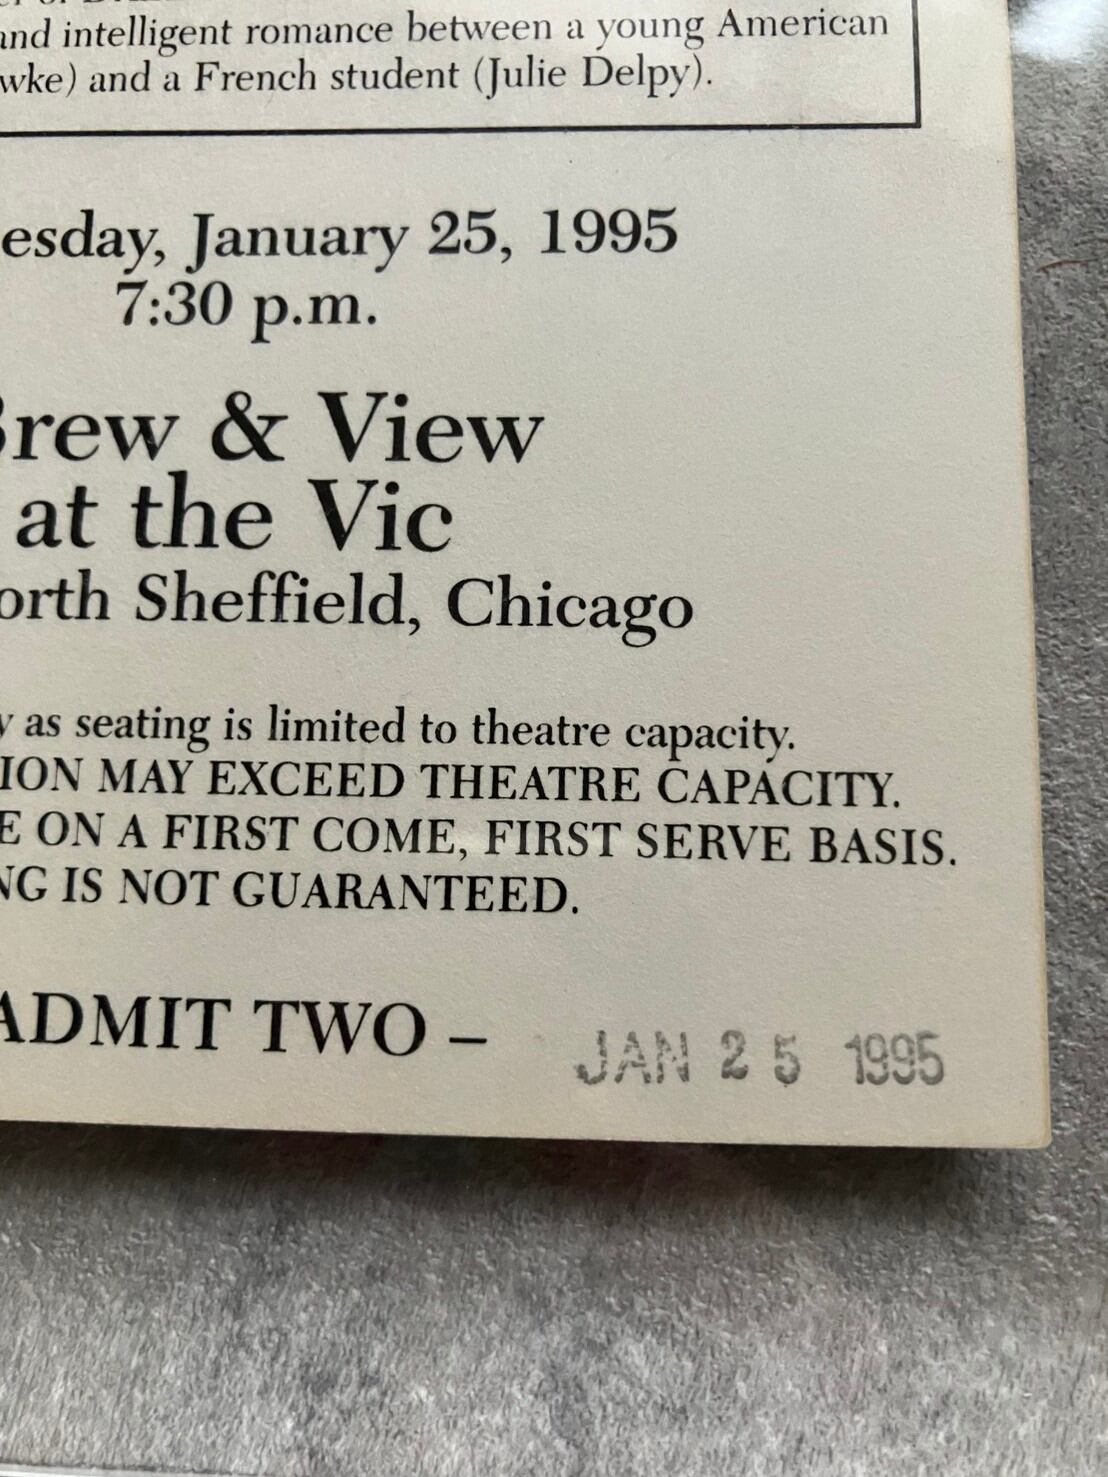 and intelligent romance between a young American
wke) and a French student (Julie Delpy).
esday, January 25, 1995
7:30 p.m.
Brew & View
at the Vic
orth Sheffield, Chicago
y as seating is limited to theatre capacity.
ION MAY EXCEED THEATRE CAPACITY.
E ON A FIRST COME, FIRST SERVE BASIS.
NG IS NOT GUARANTEED.
ADMIT TWO –
JAN 25 1995